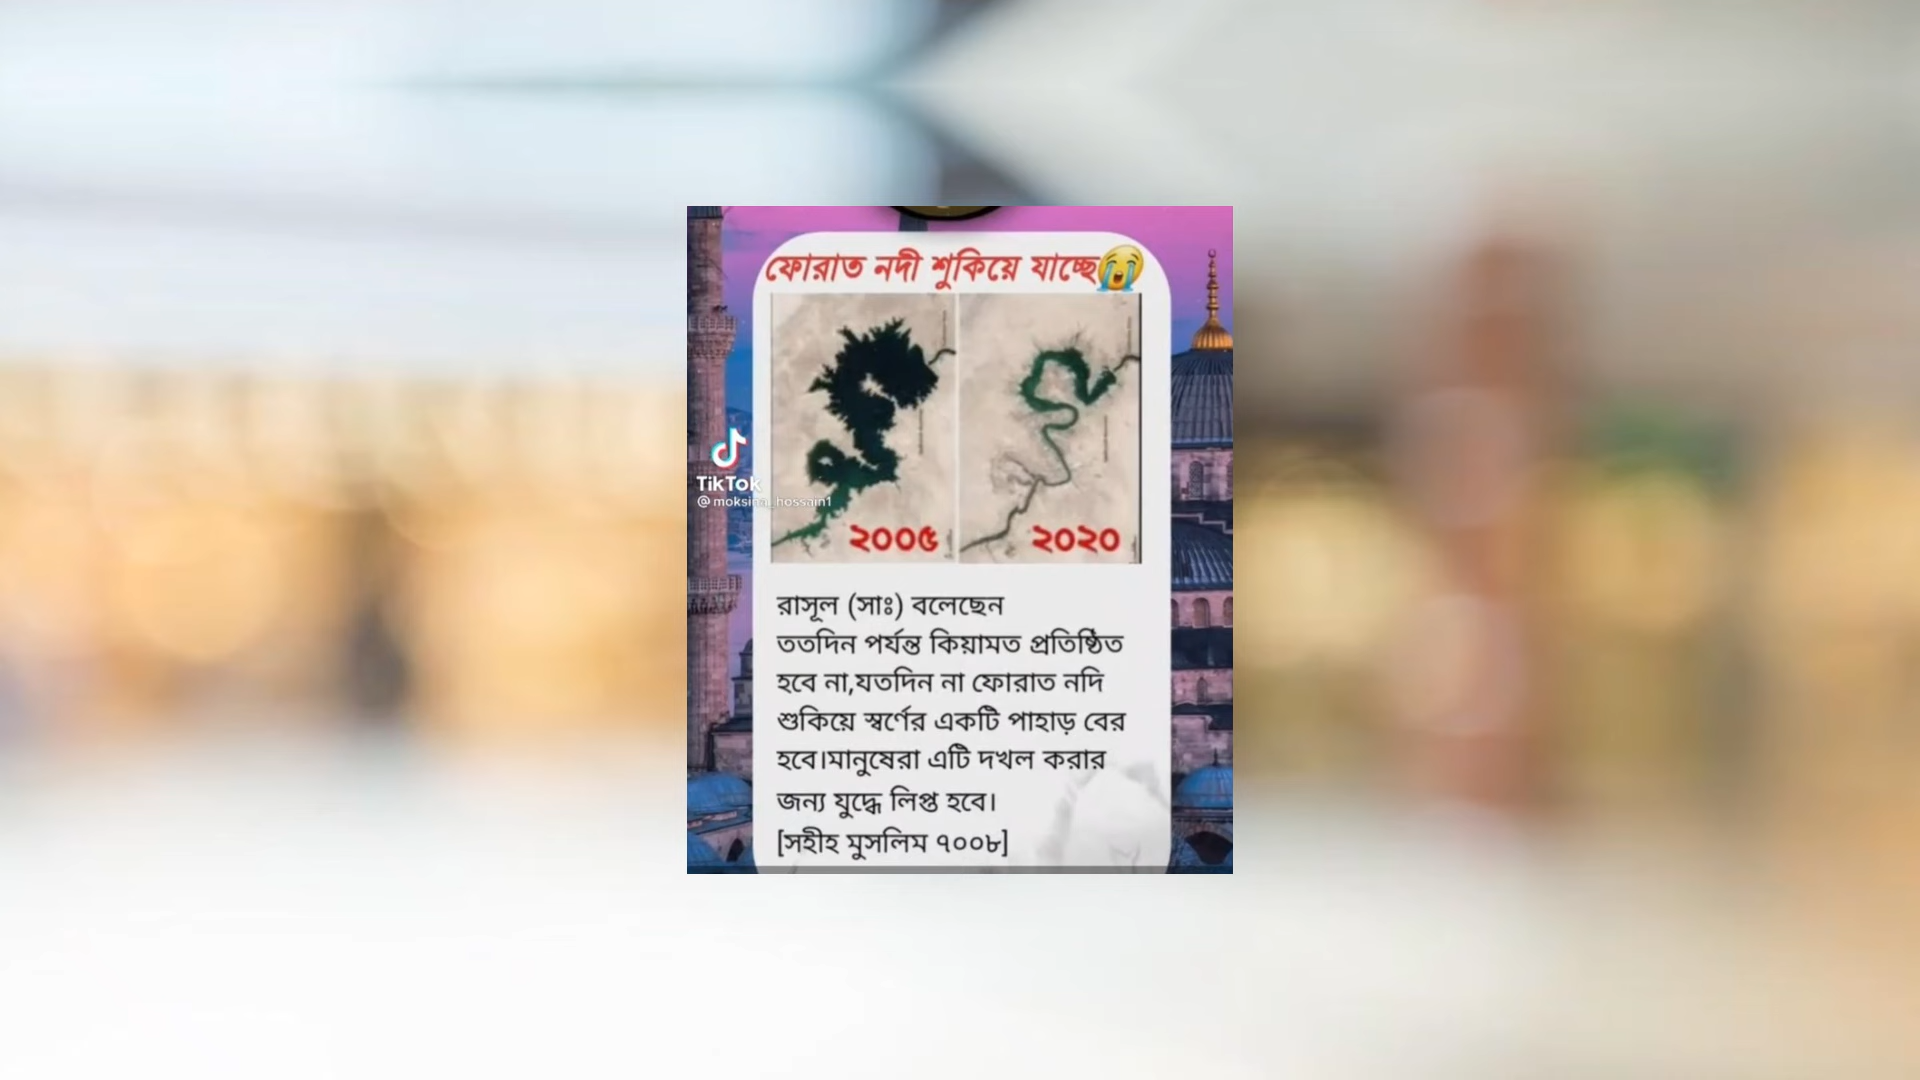 ফোরাত নদী শুকিয়ে যাচ্ছে
২০০৫
২০২০
TikTok
@moksina_hossain1
রাসূল (সাঃ) বলেছেন
ততদিন পর্যন্ত কিয়ামত প্রতিষ্ঠিত
হবে না,যতদিন না ফোরাত নদি
শুকিয়ে স্বর্ণের একটি পাহাড় বের
হবে।মানুষেরা এটি দখল করার
জন্য যুদ্ধে লিপ্ত হবে।
[সহীহ মুসলিম ৭০০৮]